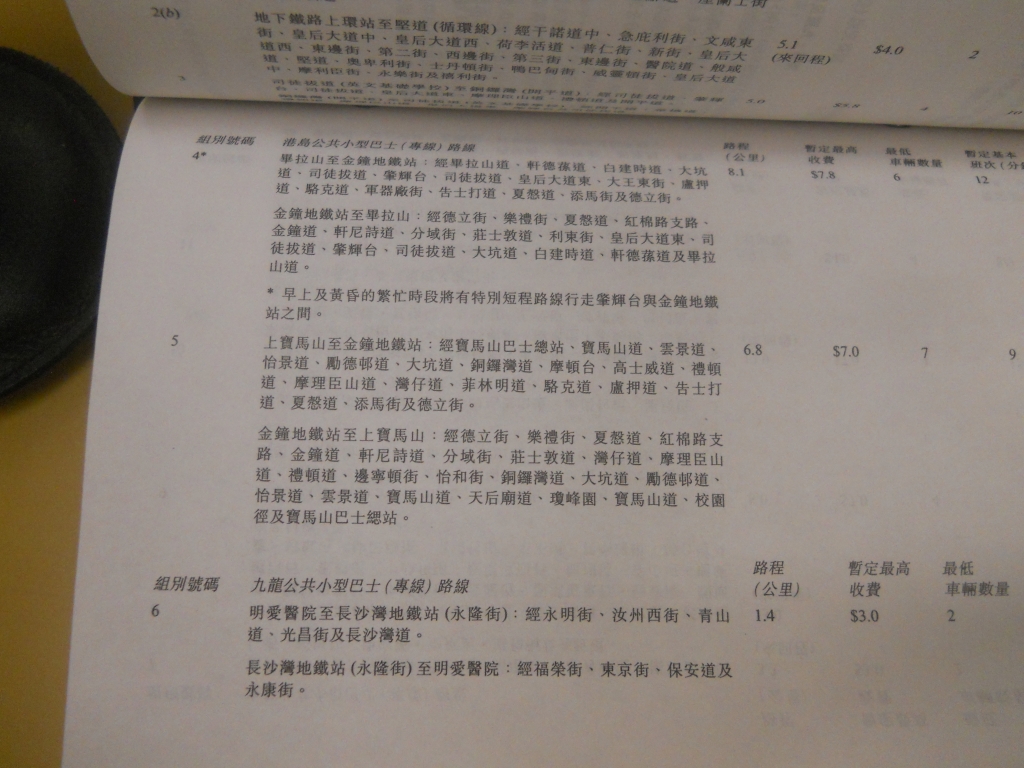 2(b) 地下鐵路上環站至堅道 (循環線)：經干諾道中、急庇利街、文咸東 5.1 $4.0 2
街、皇后大道中、皇后大道西、荷李活道、普仁街、新街、皇后大 (來回程)
道西、東邊街、第二街、西邊街、第三街、東邊街、醫院道、般咸
道、堅道、奧卑利街、士丹頓街、鴨巴甸街、威靈頓街、皇后大道
中、摩利臣街、永樂街及禧利街。
3
組別號碼 港島公共小型巴士 (專線) 路線 路程 暫定最高 最低 暫定基本
(公里) 收費 車輛數量 班次
4* 畢拉山至金鐘地鐵站：經畢拉山道、軒德蓀道、白建時道、大坑 8.1 $7.8 6 12
道、司徒拔道、肇輝台、司徒拔道、皇后大道東、大王東街、盧押
道、駱克道、軍器廠街、告士打道、夏慤道、添馬街及德立街。
金鐘地鐵站至畢拉山：經德立街、樂禮街、夏慤道、紅棉路支路、
金鐘道、軒尼詩道、分域街、莊士敦道、利東街、皇后大道東、司
徒拔道、肇輝台、司徒拔道、大坑道、白建時道、軒德蓀道及畢拉
山道。
* 早上及黃昏的繁忙時段將有特別短程路線行走肇輝台與金鐘地鐵
站之間。
5 上寶馬山至金鐘地鐵站：經寶馬山巴士總站、寶馬山道、雲景道、 6.8 $7.0 7 9
怡景道、勵德邨道、大坑道、銅鑼灣道、摩頓台、高士威道、禮頓
道、摩理臣山道、灣仔道、菲林明道、駱克道、盧押道、告士打
道、夏慤道、添馬街及德立街。
金鐘地鐵站至上寶馬山：經德立街、樂禮街、夏慤道、紅棉路支
路、金鐘道、軒尼詩道、分域街、莊士敦道、灣仔道、摩理臣山
道、禮頓道、邊寧頓街、怡和街、銅鑼灣道、大坑道、勵德邨道、
怡景道、雲景道、寶馬山道、天后廟道、瓊峰園、寶馬山道、校園
徑及寶馬山巴士總站。
組別號碼 九龍公共小型巴士 (專線) 路線 路程 暫定最高 最低
(公里) 收費 車輛數量
6 明愛醫院至長沙灣地鐵站 (永隆街)：經永明街、汝州西街、青山 1.4 $3.0 2
道、光昌街及長沙灣道。
長沙灣地鐵站 (永隆街) 至明愛醫院：經福榮街、東京街、保安道及
永康街。